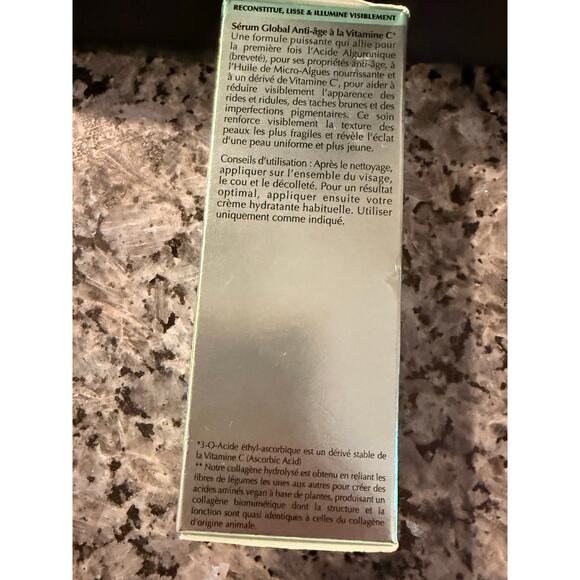 RECONSTITUE, LISSE & ILLUMINE VISIBLEMENT
Sérum Global Anti-âge à la Vitamine C*
Une formule puissante qui allie pour
la première fois l'Acide Alguronique
(breveté), pour ses propriétés anti-âge, à
l'Huile de Micro-Algues nourrissante et
à un dérivé de Vitamine C*, pour aider à
réduire visiblement l'apparence des
rides et ridules, des taches brunes et des
imperfections pigmentaires. Ce soin
renforce visiblement la texture des
peaux les plus fragiles et révèle l'éclat
d'une peau uniforme et plus jeune.
Conseils d'utilisation : Après le nettoyage,
appliquer sur l'ensemble du visage,
le cou et le décolleté. Pour un résultat
optimal, appliquer ensuite votre
crème hydratante habituelle. Utiliser
uniquement comme indiqué.
*3-O-Acide éthyl-ascorbique est un dérivé stable de
la Vitamine C (Ascorbic Acid)
** Notre collagène hydrolysé est obtenu en reliant les
fibres de légumes les unes aux autres pour créer des
acides aminés vegan à base de plantes, produisant un
collagène biomimétique dont la structure et la
fonction sont quasi identiques à celles du collagène
d'origine animale.